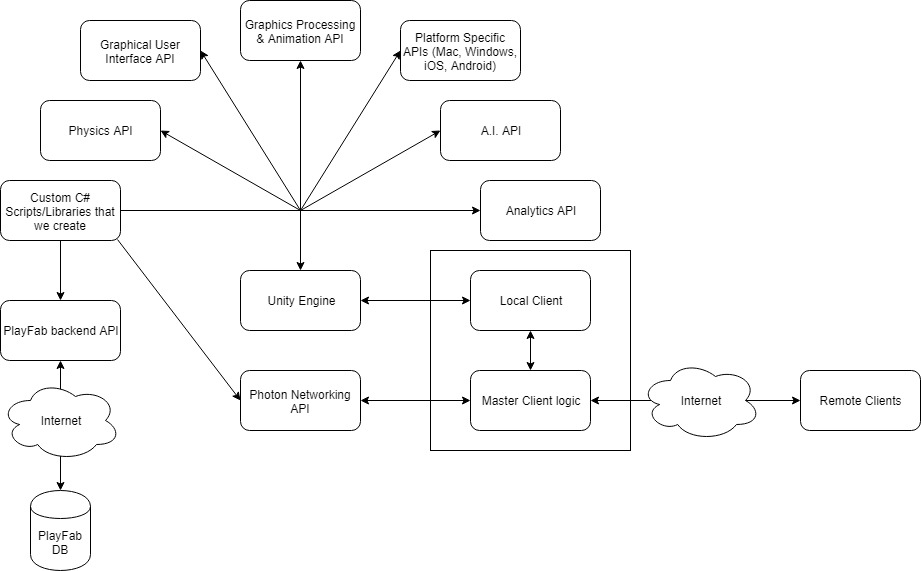 Graphics Processing
& Animation API
Graphical User
Interface API
Platform Specific
APIs (Mac, Windows,
iOS, Android)
Physics API
A.I. API
Custom C#
Scripts/Libraries that
we create
Analytics API
Unity Engine
Local Client
PlayFab backend API
Photon Networking
API
Master Client logic
Internet
Remote Clients
Internet
PlayFab
DB